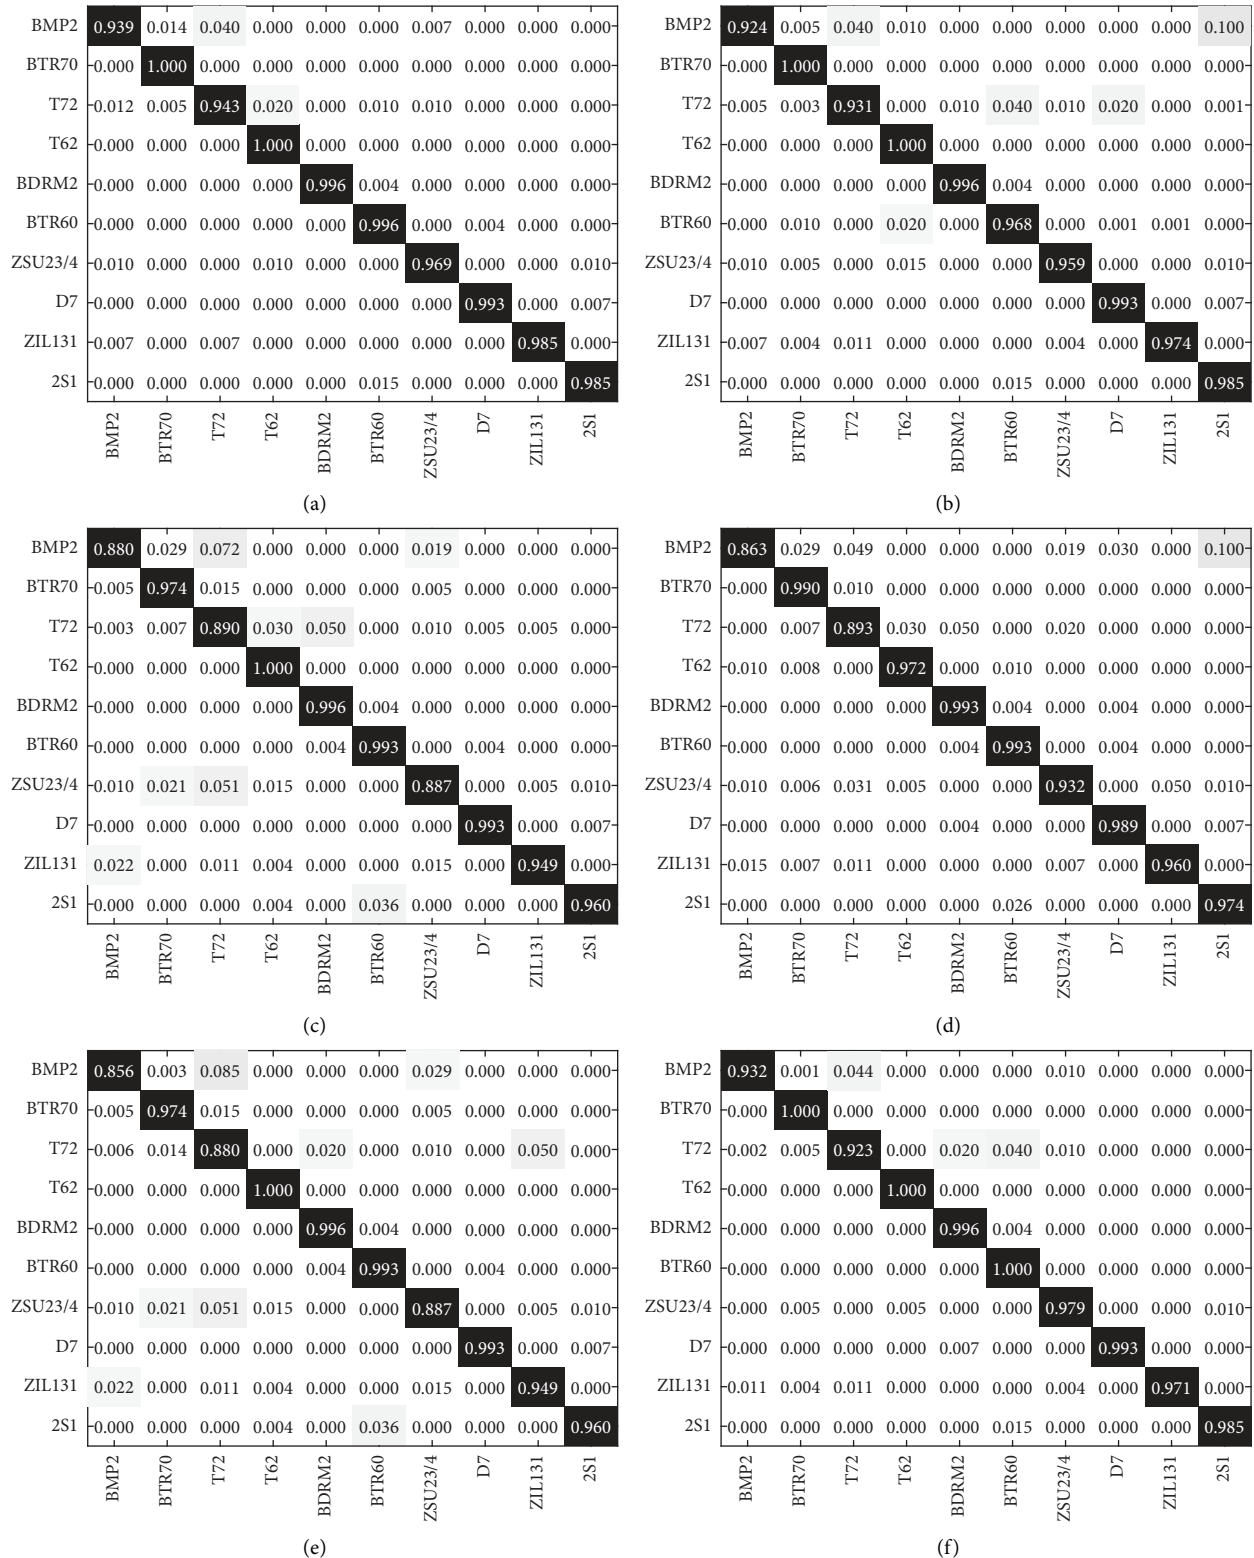 BMP2 0.939 0.014 0.040 0.000 0.000 0.000 0.007 0.000 0.000 0.000
BTR70 0.000 1.000 0.000 0.000 0.000 0.000 0.000 0.000 0.000 0.000
T72 0.012 0.005 0.943 0.020 0.000 0.010 0.010 0.000 0.000 0.000
T62 0.000 0.000 0.000 1.000 0.000 0.000 0.000 0.000 0.000 0.000
BDRM2 0.000 0.000 0.000 0.000 0.996 0.004 0.000 0.000 0.000 0.000
BTR60 0.000 0.000 0.000 0.000 0.000 0.996 0.000 0.004 0.000 0.000
ZSU23/4 0.010 0.000 0.000 0.010 0.000 0.000 0.969 0.000 0.000 0.010
D7 0.000 0.000 0.000 0.000 0.000 0.000 0.000 0.993 0.000 0.007
ZIL131 0.007 0.000 0.007 0.000 0.000 0.000 0.000 0.000 0.985 0.000
2S1 0.000 0.000 0.000 0.000 0.000 0.015 0.000 0.000 0.000 0.985
BMP2 BTR70 T72 T62 BDRM2 BTR60 ZSU23/4 D7 ZIL131 2S1
(a)
BMP2 0.924 0.005 0.040 0.010 0.000 0.000 0.000 0.000 0.000 0.100
BTR70 0.000 1.000 0.000 0.000 0.000 0.000 0.000 0.000 0.000 0.000
T72 0.005 0.003 0.931 0.000 0.010 0.040 0.010 0.020 0.000 0.001
T62 0.000 0.000 0.000 1.000 0.000 0.000 0.000 0.000 0.000 0.000
BDRM2 0.000 0.000 0.000 0.000 0.996 0.004 0.000 0.000 0.000 0.000
BTR60 0.000 0.010 0.000 0.020 0.000 0.968 0.000 0.001 0.001 0.000
ZSU23/4 0.010 0.005 0.000 0.015 0.000 0.000 0.959 0.000 0.000 0.010
D7 0.000 0.000 0.000 0.000 0.000 0.000 0.000 0.993 0.000 0.007
ZIL131 0.007 0.004 0.011 0.000 0.000 0.000 0.004 0.000 0.974 0.000
2S1 0.000 0.000 0.000 0.000 0.000 0.015 0.000 0.000 0.000 0.985
BMP2 BTR70 T72 T62 BDRM2 BTR60 ZSU23/4 D7 ZIL131 2S1
(b)
BMP2 0.880 0.029 0.072 0.000 0.000 0.000 0.019 0.000 0.000 0.000
BTR70 0.005 0.974 0.015 0.000 0.000 0.000 0.005 0.000 0.000 0.000
T72 0.003 0.007 0.890 0.030 0.050 0.000 0.010 0.005 0.005 0.000
T62 0.000 0.000 0.000 1.000 0.000 0.000 0.000 0.000 0.000 0.000
BDRM2 0.000 0.000 0.000 0.000 0.996 0.004 0.000 0.000 0.000 0.000
BTR60 0.000 0.000 0.000 0.000 0.004 0.993 0.000 0.004 0.000 0.000
ZSU23/4 0.010 0.021 0.051 0.015 0.000 0.000 0.887 0.000 0.005 0.010
D7 0.000 0.000 0.000 0.000 0.000 0.000 0.000 0.993 0.000 0.007
ZIL131 0.022 0.000 0.011 0.004 0.000 0.000 0.015 0.000 0.949 0.000
2S1 0.000 0.000 0.000 0.004 0.000 0.036 0.000 0.000 0.000 0.960
BMP2 BTR70 T72 T62 BDRM2 BTR60 ZSU23/4 D7 ZIL131 2S1
(c)
BMP2 0.863 0.029 0.049 0.000 0.000 0.000 0.019 0.030 0.000 0.100
BTR70 0.000 0.990 0.010 0.000 0.000 0.000 0.000 0.000 0.000 0.000
T72 0.000 0.007 0.893 0.030 0.050 0.000 0.020 0.000 0.000 0.000
T62 0.010 0.008 0.000 0.972 0.000 0.010 0.000 0.000 0.000 0.000
BDRM2 0.000 0.000 0.000 0.000 0.993 0.004 0.000 0.004 0.000 0.000
BTR60 0.000 0.000 0.000 0.000 0.004 0.993 0.000 0.004 0.000 0.000
ZSU23/4 0.010 0.006 0.031 0.005 0.000 0.000 0.932 0.000 0.050 0.010
D7 0.000 0.000 0.000 0.000 0.004 0.000 0.000 0.989 0.000 0.007
ZIL131 0.015 0.007 0.011 0.000 0.000 0.000 0.007 0.000 0.960 0.000
2S1 0.000 0.000 0.000 0.000 0.000 0.026 0.000 0.000 0.000 0.974
BMP2 BTR70 T72 T62 BDRM2 BTR60 ZSU23/4 D7 ZIL131 2S1
(d)
BMP2 0.856 0.003 0.085 0.000 0.000 0.000 0.029 0.000 0.000 0.000
BTR70 0.005 0.974 0.015 0.000 0.000 0.000 0.005 0.000 0.000 0.000
T72 0.006 0.014 0.880 0.000 0.020 0.000 0.010 0.000 0.050 0.000
T62 0.000 0.000 0.000 1.000 0.000 0.000 0.000 0.000 0.000 0.000
BDRM2 0.000 0.000 0.000 0.000 0.996 0.004 0.000 0.000 0.000 0.000
BTR60 0.000 0.000 0.000 0.000 0.004 0.993 0.000 0.004 0.000 0.000
ZSU23/4 0.010 0.021 0.051 0.015 0.000 0.000 0.887 0.000 0.005 0.010
D7 0.000 0.000 0.000 0.000 0.000 0.000 0.000 0.993 0.000 0.007
ZIL131 0.022 0.000 0.011 0.004 0.000 0.000 0.015 0.000 0.949 0.000
2S1 0.000 0.000 0.000 0.004 0.000 0.036 0.000 0.000 0.000 0.960
BMP2 BTR70 T72 T62 BDRM2 BTR60 ZSU23/4 D7 ZIL131 2S1
(e)
BMP2 0.932 0.001 0.044 0.000 0.000 0.000 0.010 0.000 0.000 0.000
BTR70 0.000 1.000 0.000 0.000 0.000 0.000 0.000 0.000 0.000 0.000
T72 0.002 0.005 0.923 0.000 0.020 0.040 0.010 0.000 0.000 0.000
T62 0.000 0.000 0.000 1.000 0.000 0.000 0.000 0.000 0.000 0.000
BDRM2 0.000 0.000 0.000 0.000 0.996 0.004 0.000 0.000 0.000 0.000
BTR60 0.000 0.000 0.000 0.000 0.000 1.000 0.000 0.000 0.000 0.000
ZSU23/4 0.000 0.005 0.000 0.005 0.000 0.000 0.979 0.000 0.000 0.010
D7 0.000 0.000 0.000 0.000 0.007 0.000 0.000 0.993 0.000 0.000
ZIL131 0.011 0.004 0.011 0.000 0.000 0.000 0.004 0.000 0.971 0.000
2S1 0.000 0.000 0.000 0.000 0.000 0.015 0.000 0.000 0.000 0.985
BMP2 BTR70 T72 T62 BDRM2 BTR60 ZSU23/4 D7 ZIL131 2S1
(f)